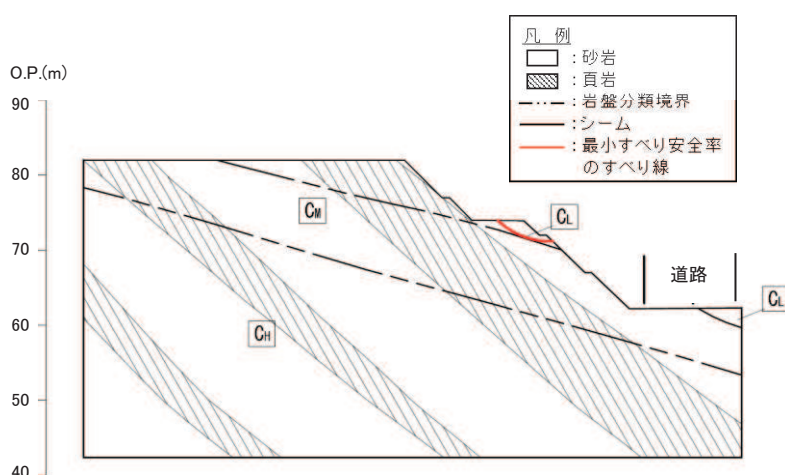 凡 例
:砂岩
:頁岩
:岩盤分類境界
:シーム
:最小すべり安全率
のすべり線
O.P.(m)
90
80
70
60
50
40
CM
CL
道路
CL
CH